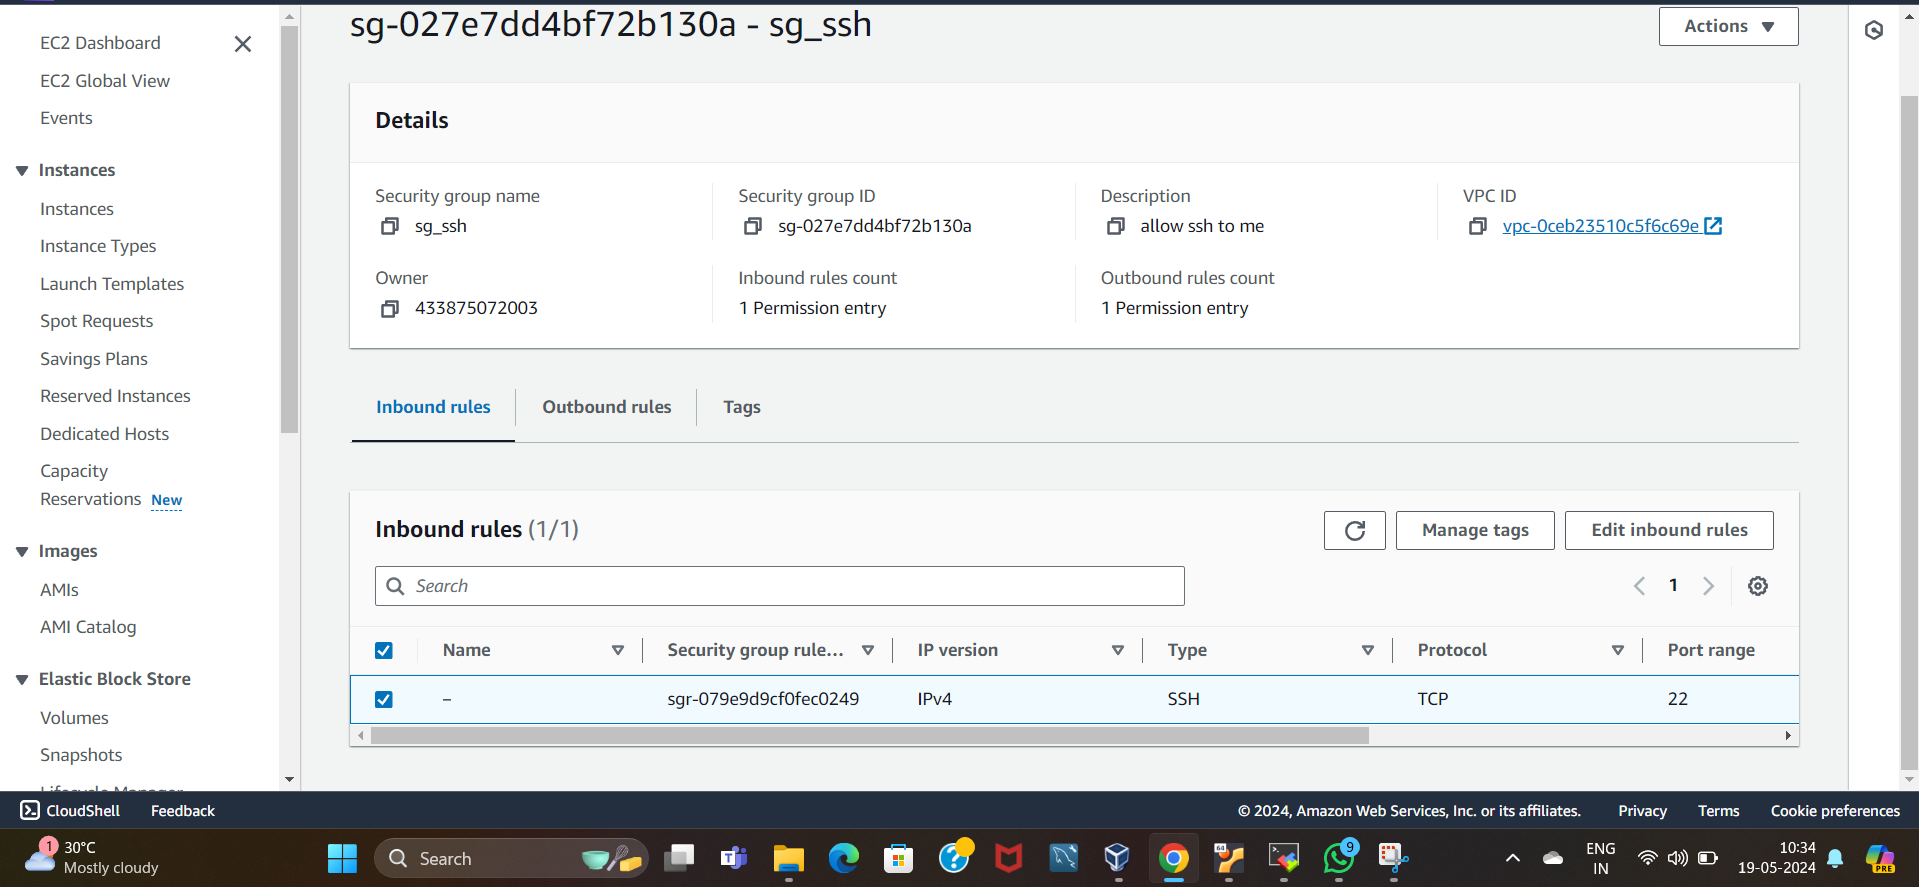 sg-027e7dd4bf72b130a - sg_ssh
Actions
EC2 Dashboard
EC2 Global View
Events
Instances
Instances
Instance Types
Launch Templates
Spot Requests
Savings Plans
Reserved Instances
Dedicated Hosts
Capacity
Reservations New
Images
AMIs
AMI Catalog
Elastic Block Store
Volumes
Snapshots
Lifecycle Manager
Details
Security group name
sg_ssh
Security group ID
sg-027e7dd4bf72b130a
Description
allow ssh to me
VPC ID
vpc-0ceb23510c5f6c69e
Owner
433875072003
Inbound rules count
1 Permission entry
Outbound rules count
1 Permission entry
Inbound rules Outbound rules Tags
Inbound rules (1/1)
Manage tags
Edit inbound rules
Search
1
Name Security group rule... IP version Type Protocol Port range
– sgr-079e9d9cf0fec0249 IPv4 SSH TCP 22
CloudShell Feedback © 2024, Amazon Web Services, Inc. or its affiliates. Privacy Terms Cookie preferences
1
30°C
Mostly cloudy
Search
64
9
ENG
IN
10:34
19-05-2024
PRE